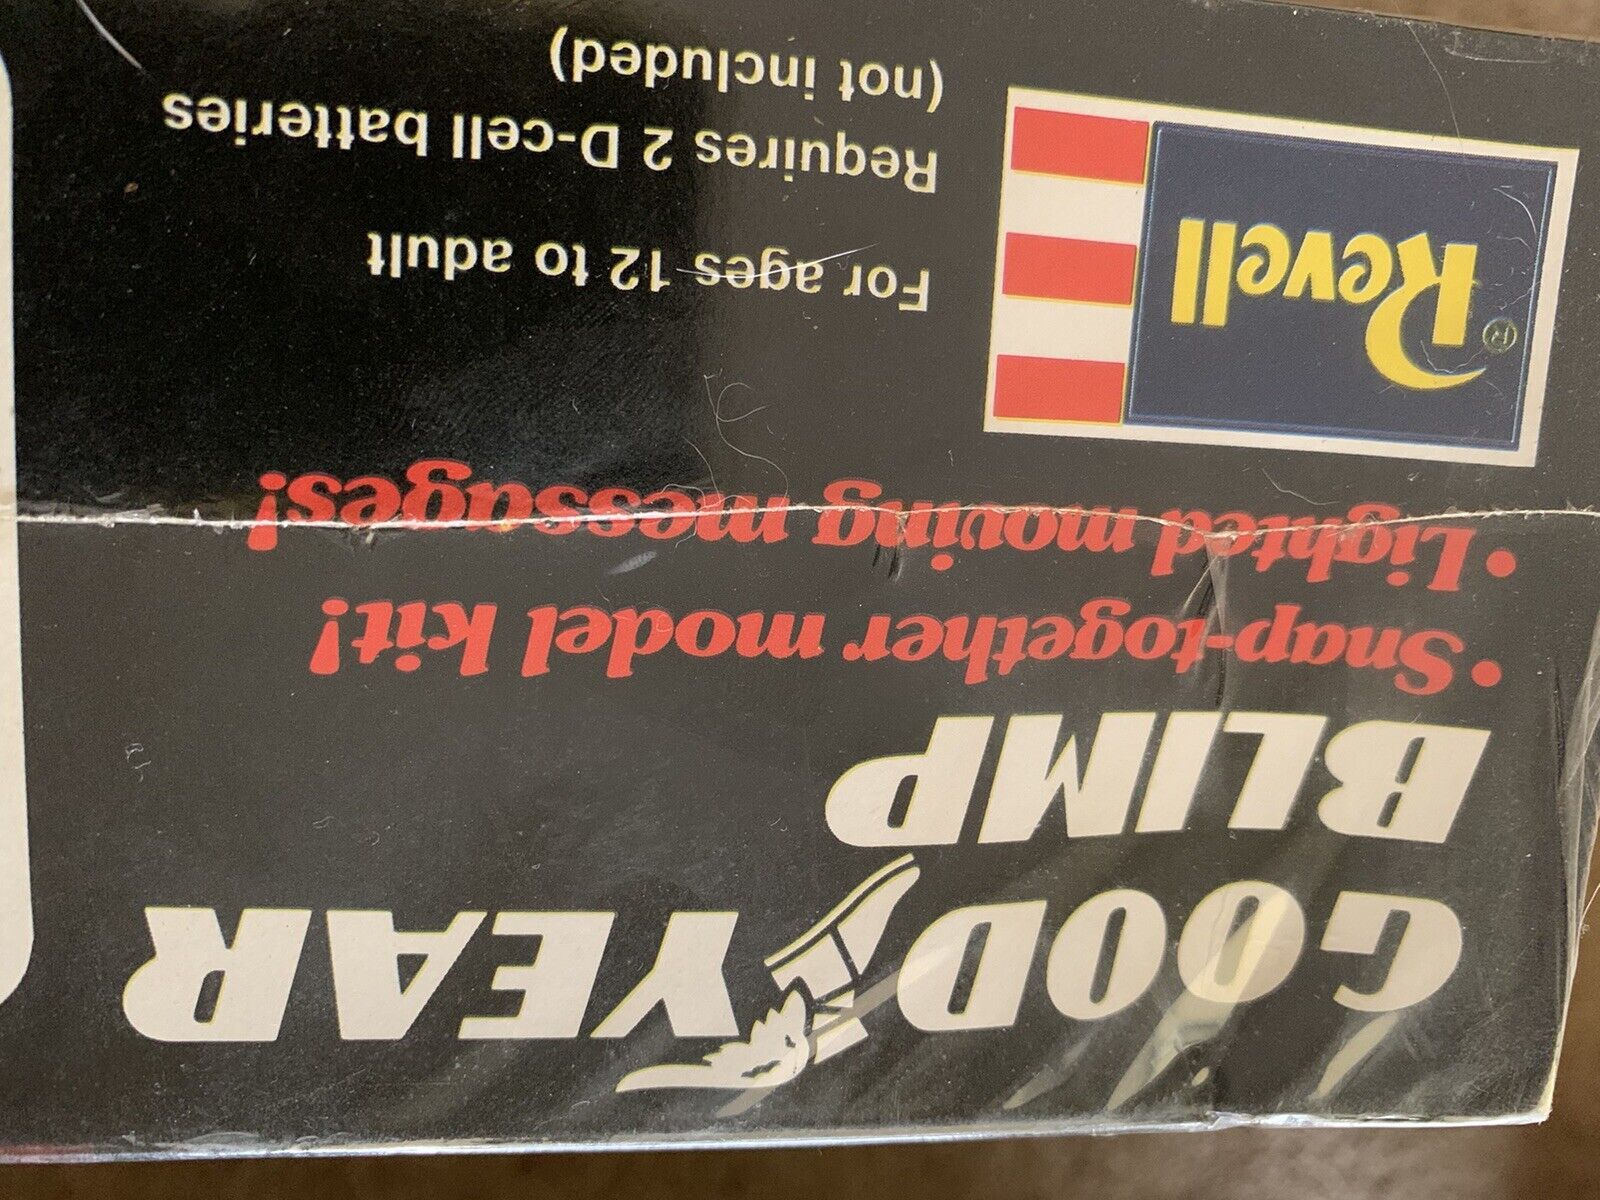 GOODYEAR
BLIMP
• Snap-together model kit!
• Lighted moving messages!
Revell®
For ages 12 to adult
Requires 2 D-cell batteries
(not included)